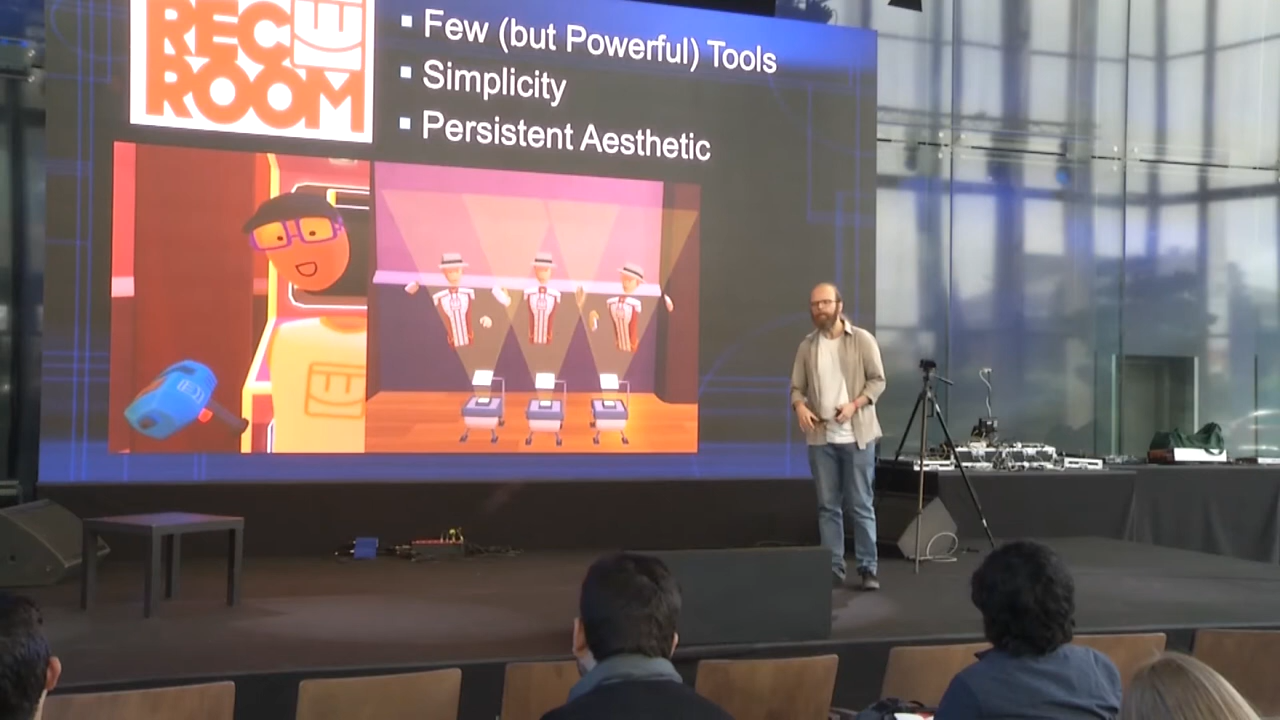 REC
ROOM
▪ Few (but Powerful) Tools
▪ Simplicity
▪ Persistent Aesthetic